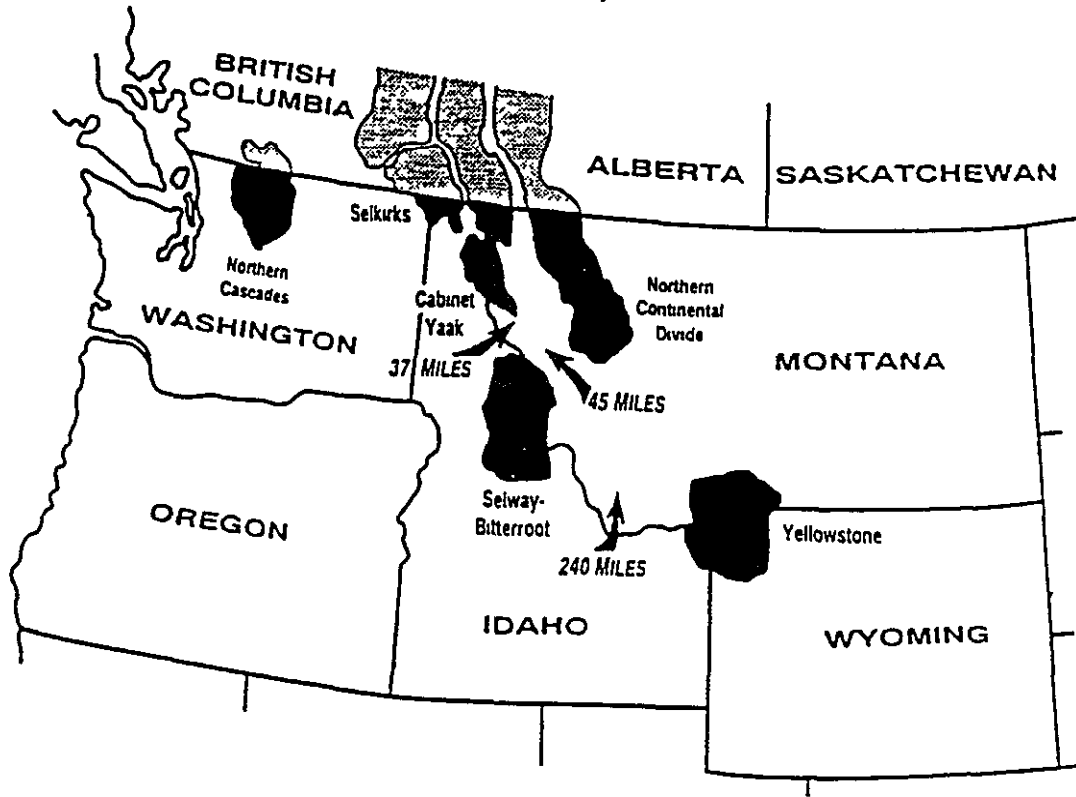 BRITISH
COLUMBIA
ALBERTA
SASKATCHEWAN
Selkirks
Northern
Cascades
Cabinet
Yaak
Northern
Continental
Divide
WASHINGTON
MONTANA
37 MILES
45 MILES
Selway-
Bitterroot
OREGON
Yellowstone
240 MILES
IDAHO
WYOMING